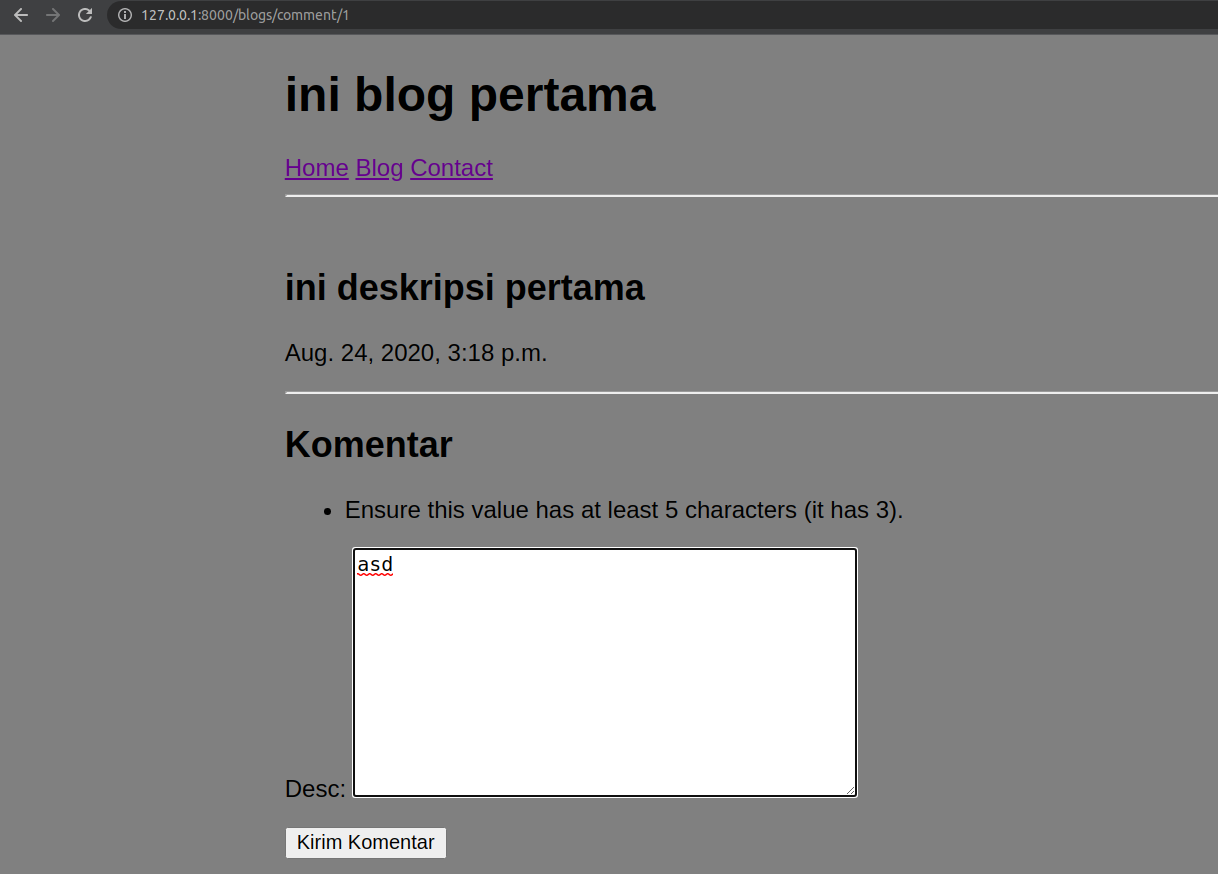 127.0.0.1:8000/blogs/comment/1
ini blog pertama
Home Blog Contact
ini deskripsi pertama
Aug. 24, 2020, 3:18 p.m.
Komentar
Ensure this value has at least 5 characters (it has 3).
asd
Desc:
Kirim Komentar